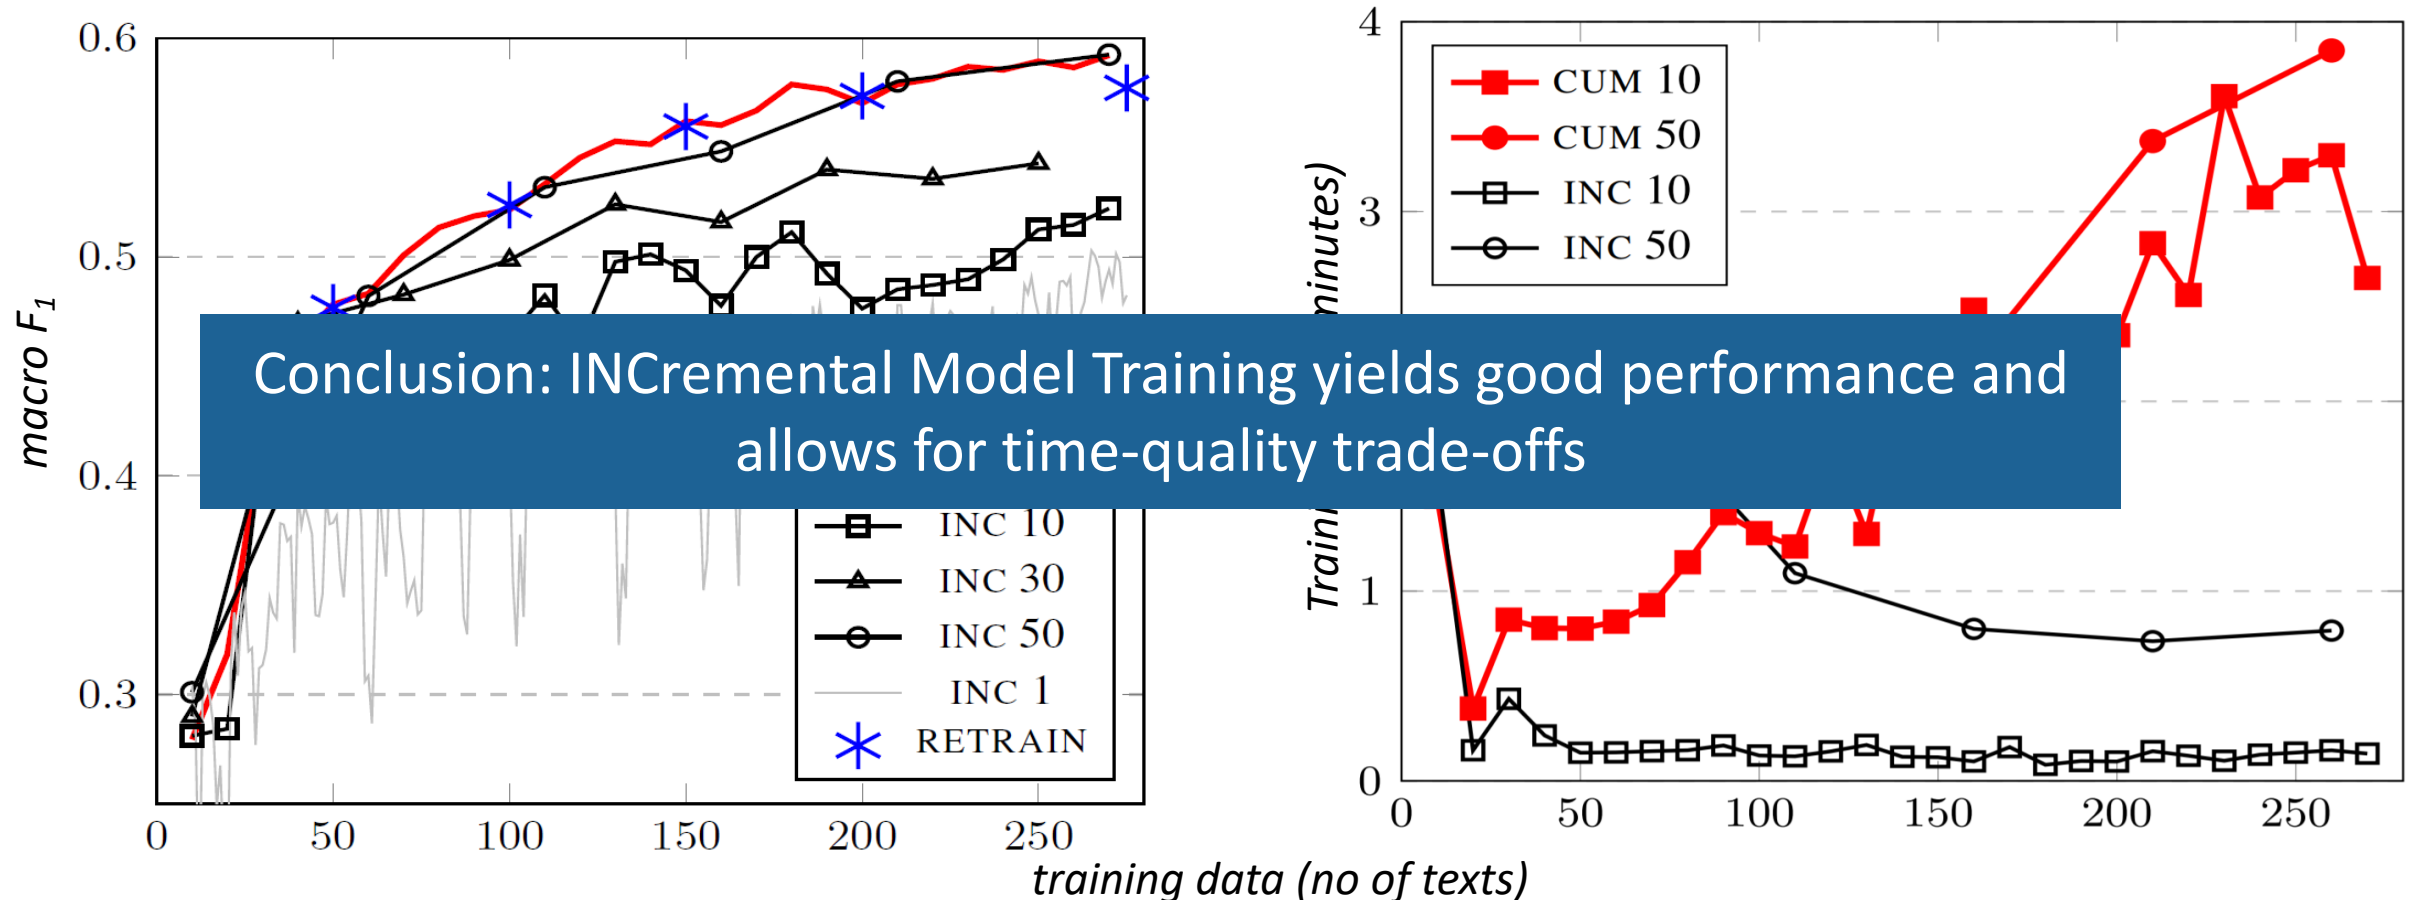 0.6
0.5
0.4
0.3
macro F1
0
50
100
150
200
250
INC 10
INC 30
INC 50
INC 1
RETRAIN
Conclusion: INCremental Model Training yields good performance and
allows for time-quality trade-offs
4
3
1
0
minutes)
CUM 10
CUM 50
INC 10
INC 50
0
50
100
150
200
250
training data (no of texts)